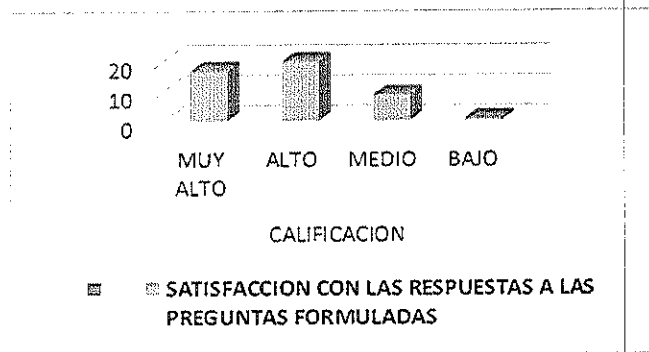 20
10
0
MUY ALTO MEDIO BAJO
ALTO
CALIFICACION
SATISFACCION CON LAS RESPUESTAS A LAS
PREGUNTAS FORMULADAS